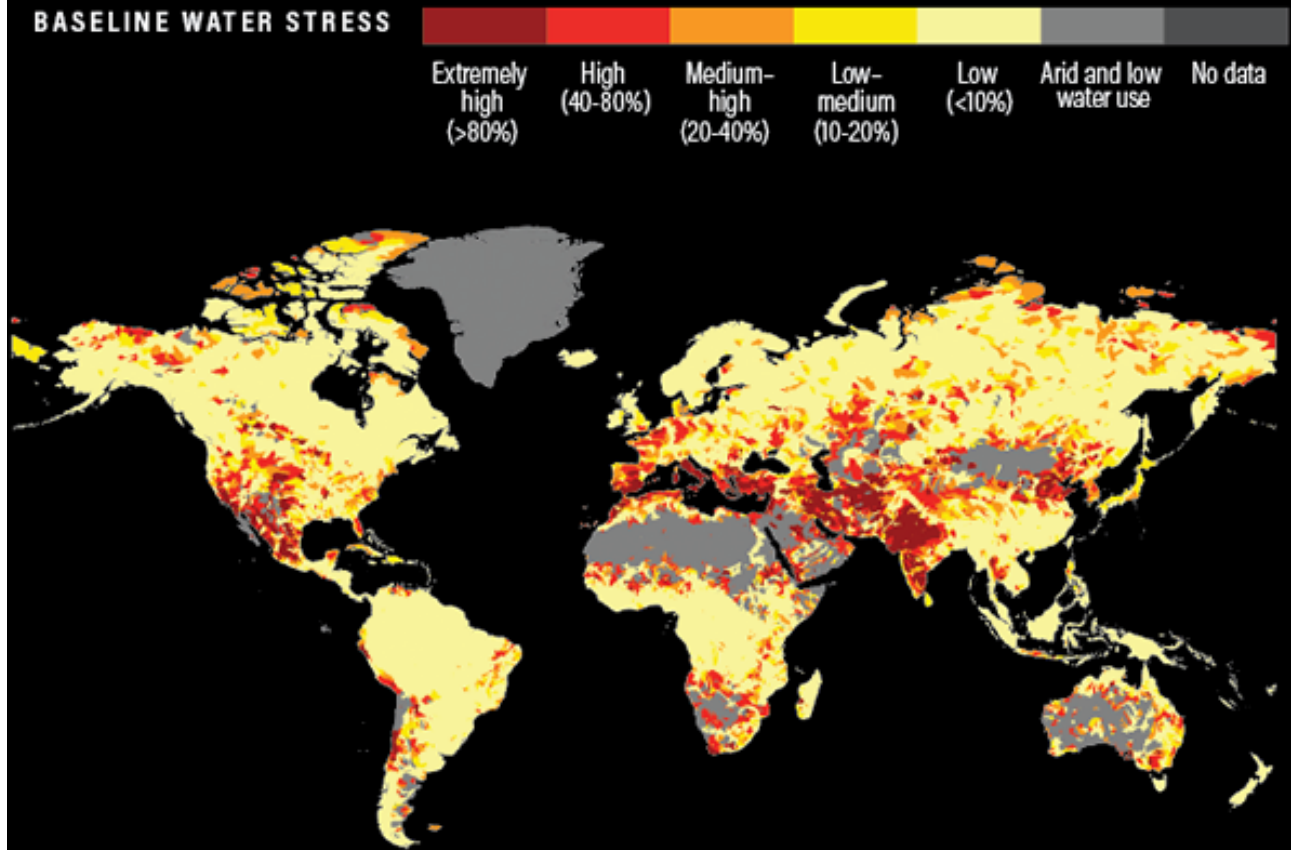 BASELINE WATER STRESS
Extremely
high
(>80%)
High
(40-80%)
Medium–
high
(20-40%)
Low–
medium
(10-20%)
Low
(<10%)
Arid and low
water use
No data